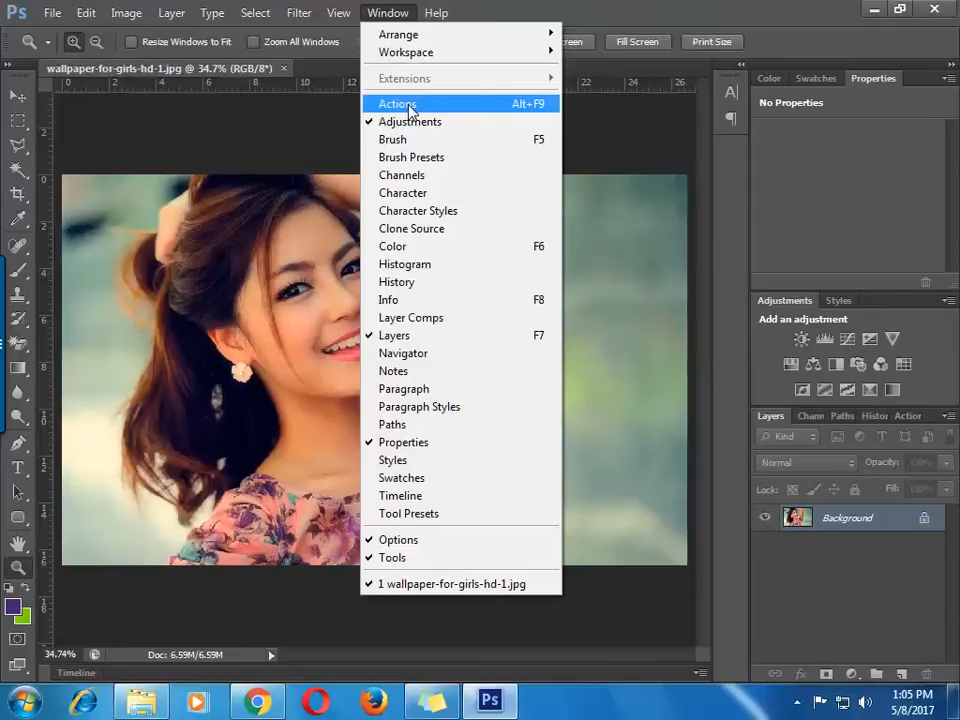 Ps File Edit Image Layer Type Select Filter View Window Help
Resize Windows to Fit Zoom All Windows
Fill Screen Print Size
wallpaper-for-girls-hd-1.jpg @ 34.7% (RGB/8*) ×
Arrange
Workspace
Extensions
Actions Alt+F9
Adjustments
Brush F5
Brush Presets
Channels
Character
Character Styles
Clone Source
Color F6
Histogram
History
Info F8
Layer Comps
Layers F7
Navigator
Notes
Paragraph
Paragraph Styles
Paths
Properties
Styles
Swatches
Timeline
Tool Presets
Options
Tools
1 wallpaper-for-girls-hd-1.jpg
Color Swatches Properties
No Properties
Adjustments Styles
Add an adjustment
Layers Chann Paths Histor Action
Kind
Normal Opacity: 100%
Lock: Fill: 100%
Background
34.74% Doc: 6.59M/6.59M
Timeline
Ps
1:05 PM
5/8/2017